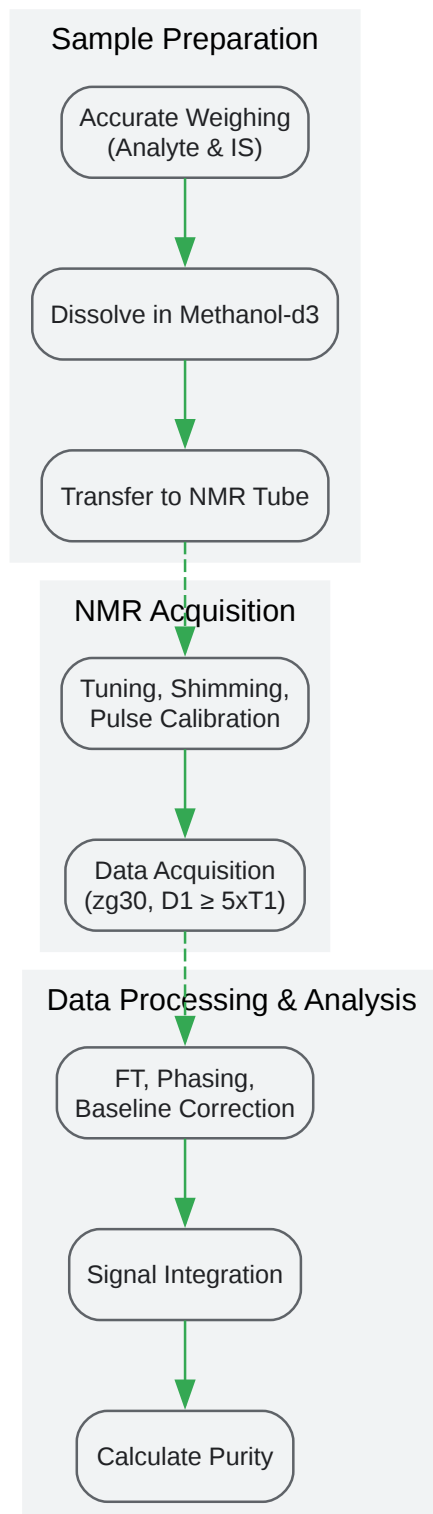 Sample Preparation
Accurate Weighing
(Analyte & IS)
Dissolve in Methanol-d3
Transfer to NMR Tube
NMR Acquisition
Tuning, Shimming,
Pulse Calibration
Data Acquisition
(zg30, D1 ≥ 5xT1)
Data Processing & Analysis
FT, Phasing,
Baseline Correction
Signal Integration
Calculate Purity